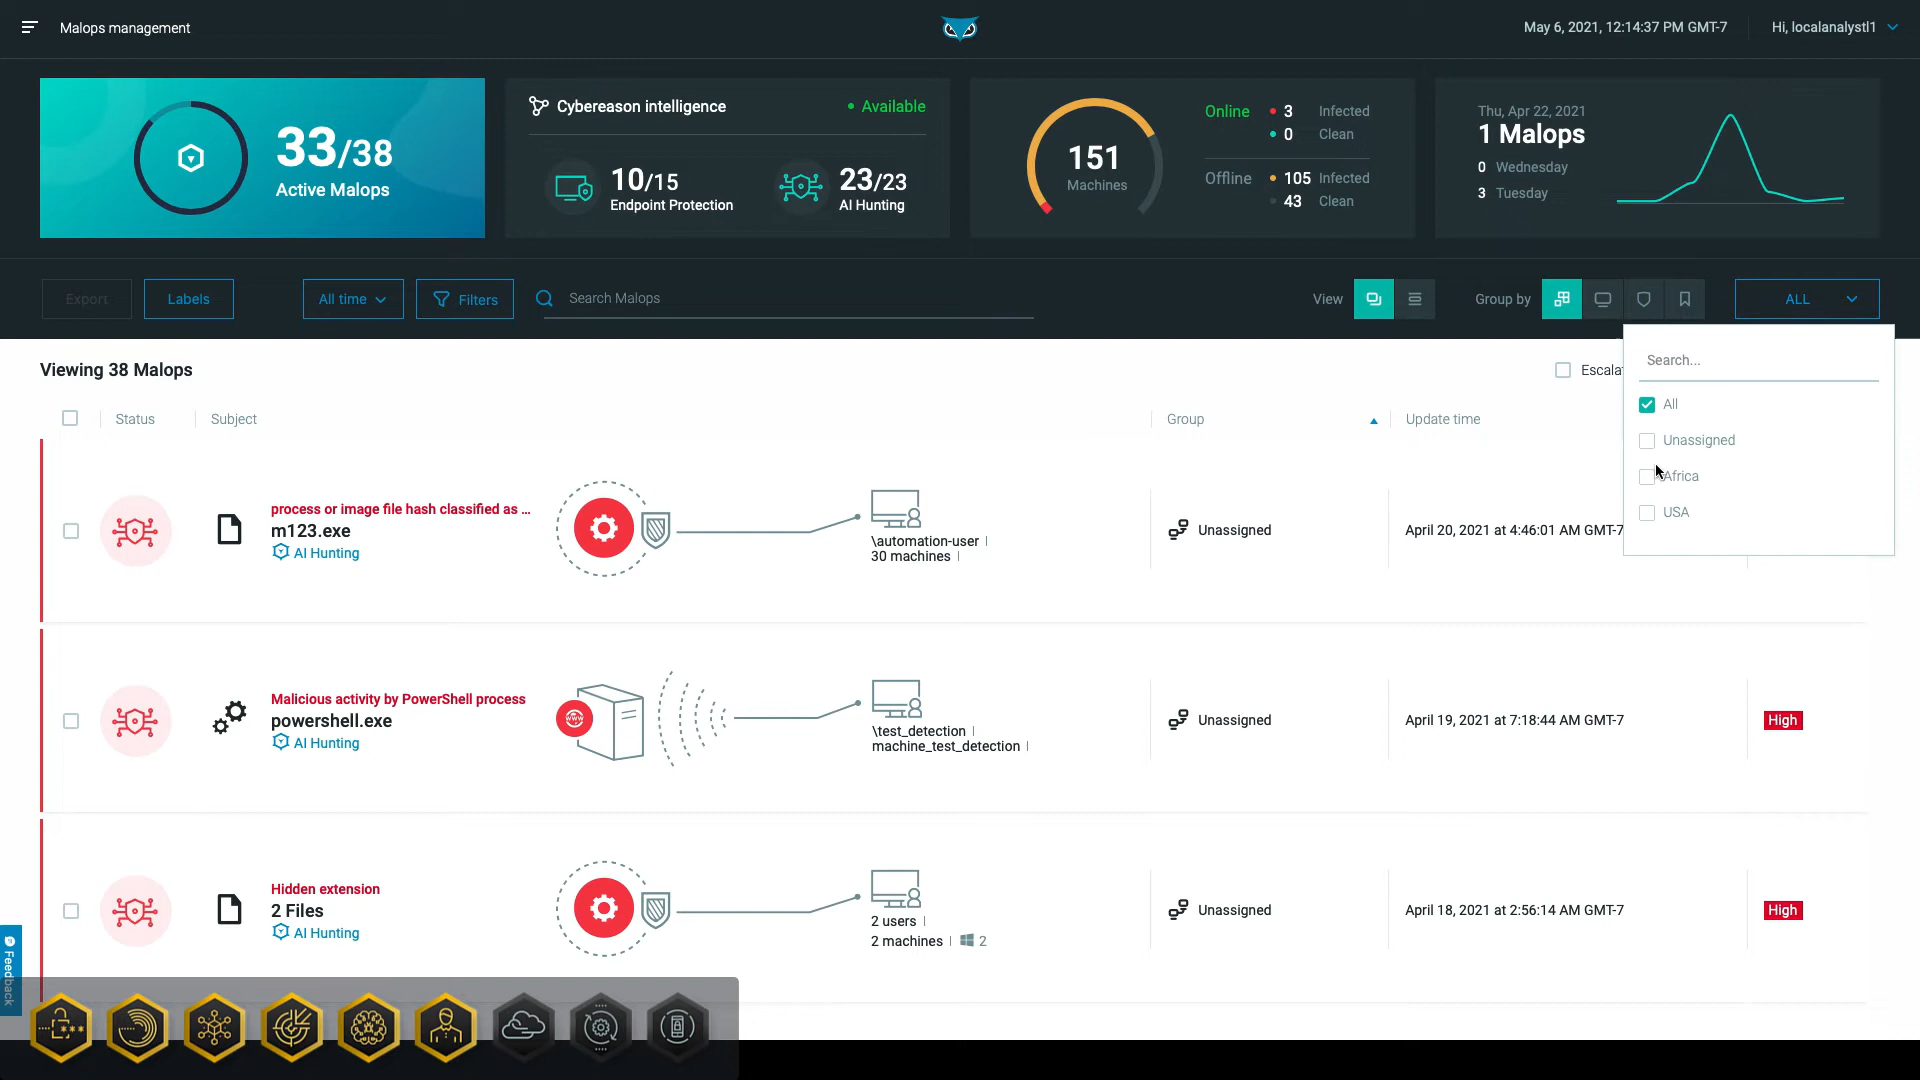 Malops management
May 6, 2021, 12:14:37 PM GMT-7
Hi, localanalystl1
33/38
Active Malops
Cybereason intelligence
Available
10/15
Endpoint Protection
23/23
AI Hunting
151
Machines
Online
3 Infected
0 Clean
Offline
105 Infected
43 Clean
Thu, Apr 22, 2021
1 Malops
0 Wednesday
3 Tuesday
Export
Labels
All time
Filters
Search Malops
View
Group by
ALL
Search...
All
Unassigned
Africa
USA
Viewing 38 Malops
Escala
Status
Subject
Group
Update time
process or image file hash classified as ...
m123.exe
AI Hunting
\automation-user
30 machines
Unassigned
April 20, 2021 at 4:46:01 AM GMT-7
Malicious activity by PowerShell process
powershell.exe
AI Hunting
www
\test_detection
machine_test_detection
Unassigned
April 19, 2021 at 7:18:44 AM GMT-7
High
Hidden extension
2 Files
AI Hunting
2 users
2 machines 2
Unassigned
April 18, 2021 at 2:56:14 AM GMT-7
High
Feedback
***